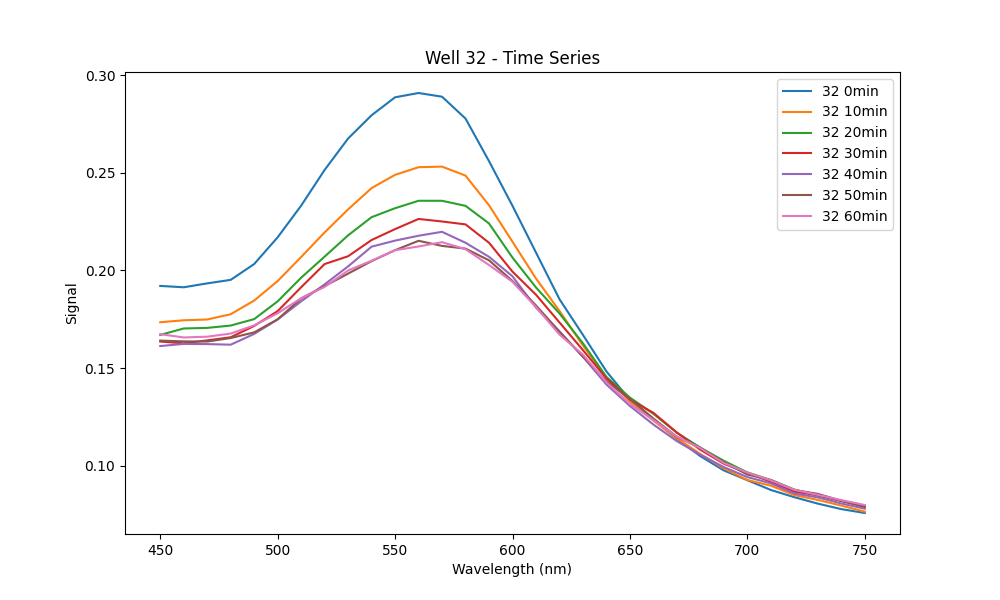 Well 32 - Time Series
Signal
0.30
0.25
0.20
0.15
0.10
32 0min
32 10min
32 20min
32 30min
32 40min
32 50min
32 60min
450
500
550
600
650
700
750
Wavelength (nm)